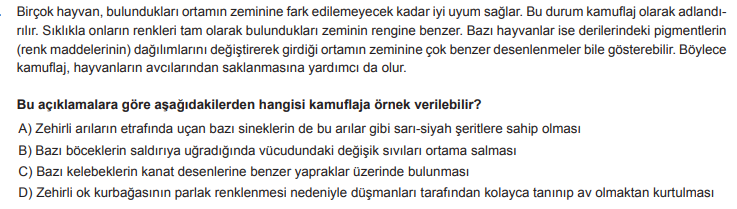 Birçok hayvan, bulundukları ortamın zeminine fark edilemeyecek kadar iyi uyum sağlar. Bu durum kamuflaj olarak adlandı-
rılır. Sıklıkla onların renkleri tam olarak bulundukları zeminin rengine benzer. Bazı hayvanlar ise derilerindeki pigmentlerin
(renk maddelerinin) dağılımlarını değiştirerek girdiği ortamın zeminine çok benzer desenlenmeler bile gösterebilir. Böylece
kamuflaj, hayvanların avcılarından saklanmasına yardımcı da olur.
Bu açıklamalara göre aşağıdakilerden hangisi kamuflaja örnek verilebilir?
A) Zehirli arıların etrafında uçan bazı sineklerin de bu arılar gibi sarı-siyah şeritlere sahip olması
B) Bazı böceklerin saldırıya uğradığında vücudundaki değişik sıvıları ortama salması
C) Bazı kelebeklerin kanat desenlerine benzer yapraklar üzerinde bulunması
D) Zehirli ok kurbağasının parlak renklenmesi nedeniyle düşmanları tarafından kolayca tanınıp av olmaktan kurtulması